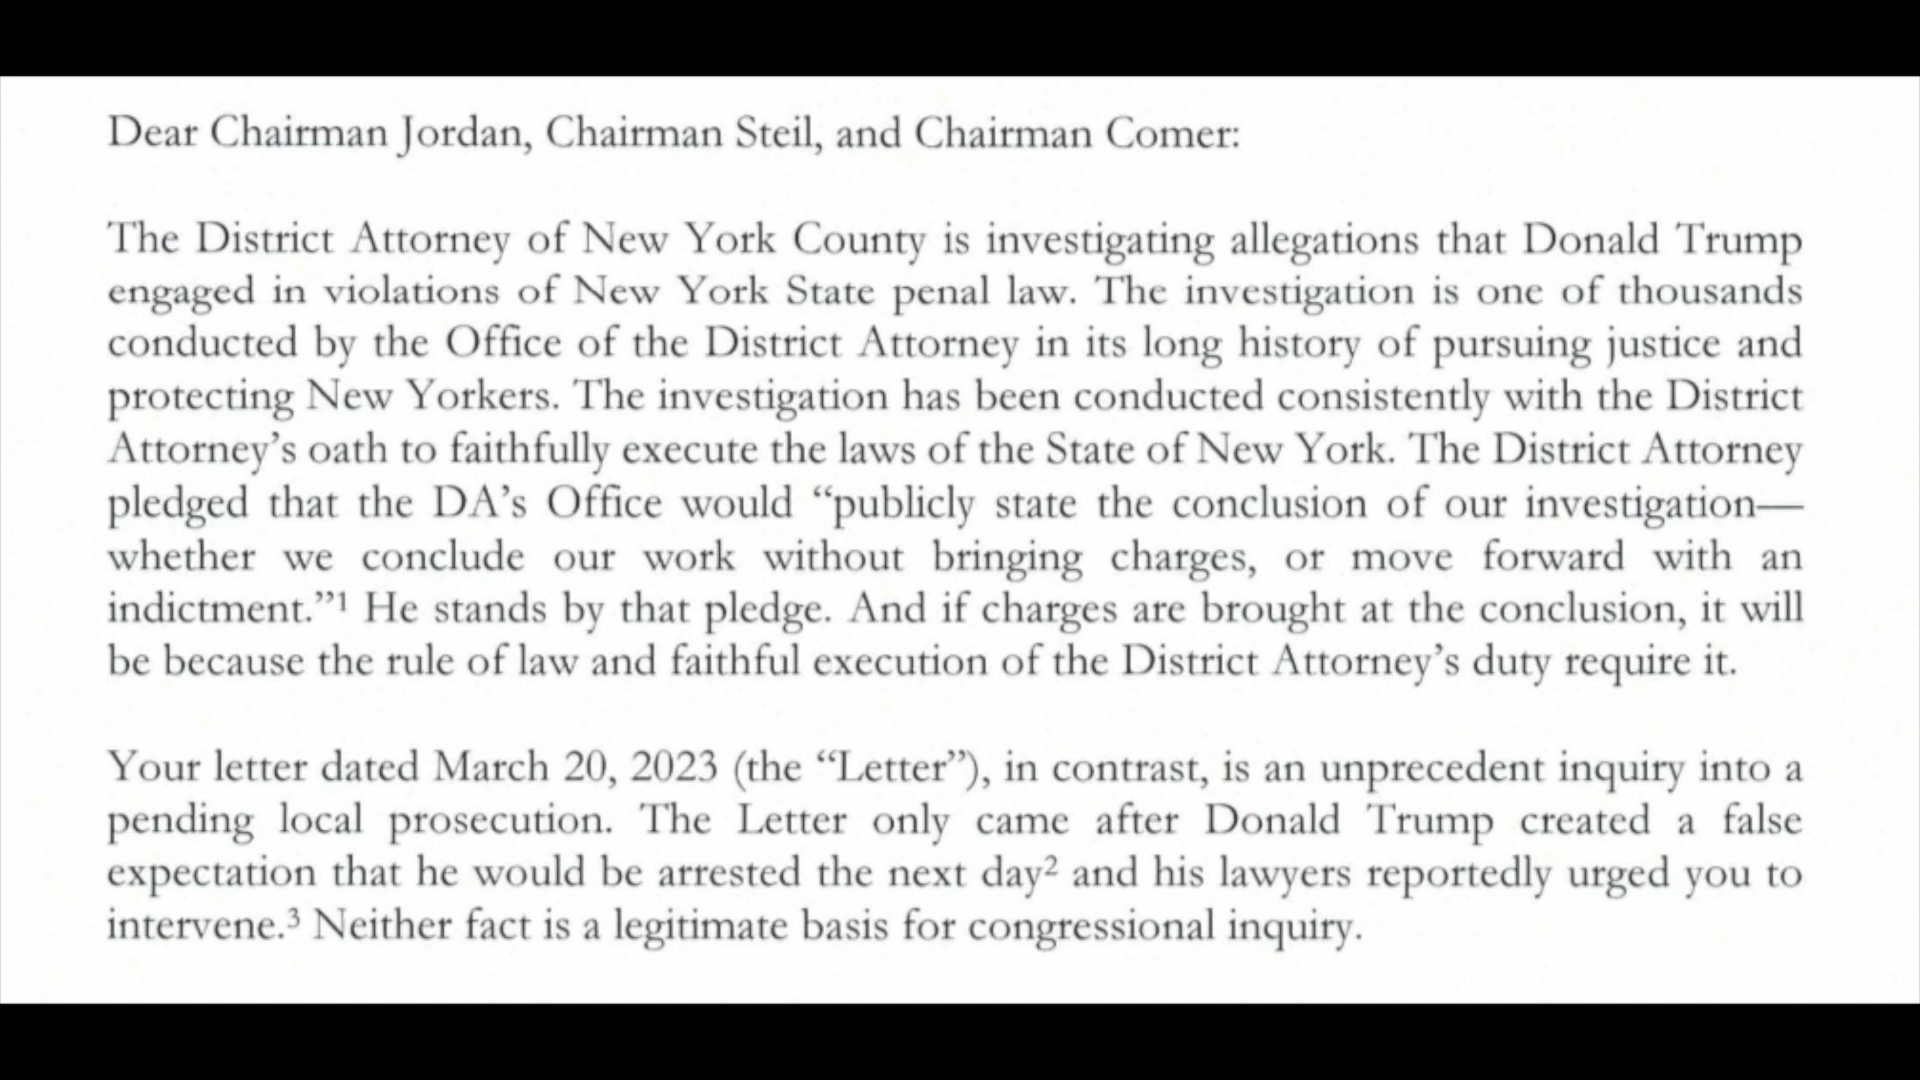 Dear Chairman Jordan, Chairman Steil, and Chairman Comer:
The District Attorney of New York County is investigating allegations that Donald Trump
engaged in violations of New York State penal law. The investigation is one of thousands
conducted by the Office of the District Attorney in its long history of pursuing justice and
protecting New Yorkers. The investigation has been conducted consistently with the District
Attorney’s oath to faithfully execute the laws of the State of New York. The District Attorney
pledged that the DA’s Office would “publicly state the conclusion of our investigation—
whether we conclude our work without bringing charges, or move forward with an
indictment.”¹ He stands by that pledge. And if charges are brought at the conclusion, it will
be because the rule of law and faithful execution of the District Attorney’s duty require it.
Your letter dated March 20, 2023 (the “Letter”), in contrast, is an unprecedent inquiry into a
pending local prosecution. The Letter only came after Donald Trump created a false
expectation that he would be arrested the next day² and his lawyers reportedly urged you to
intervene.³ Neither fact is a legitimate basis for congressional inquiry.